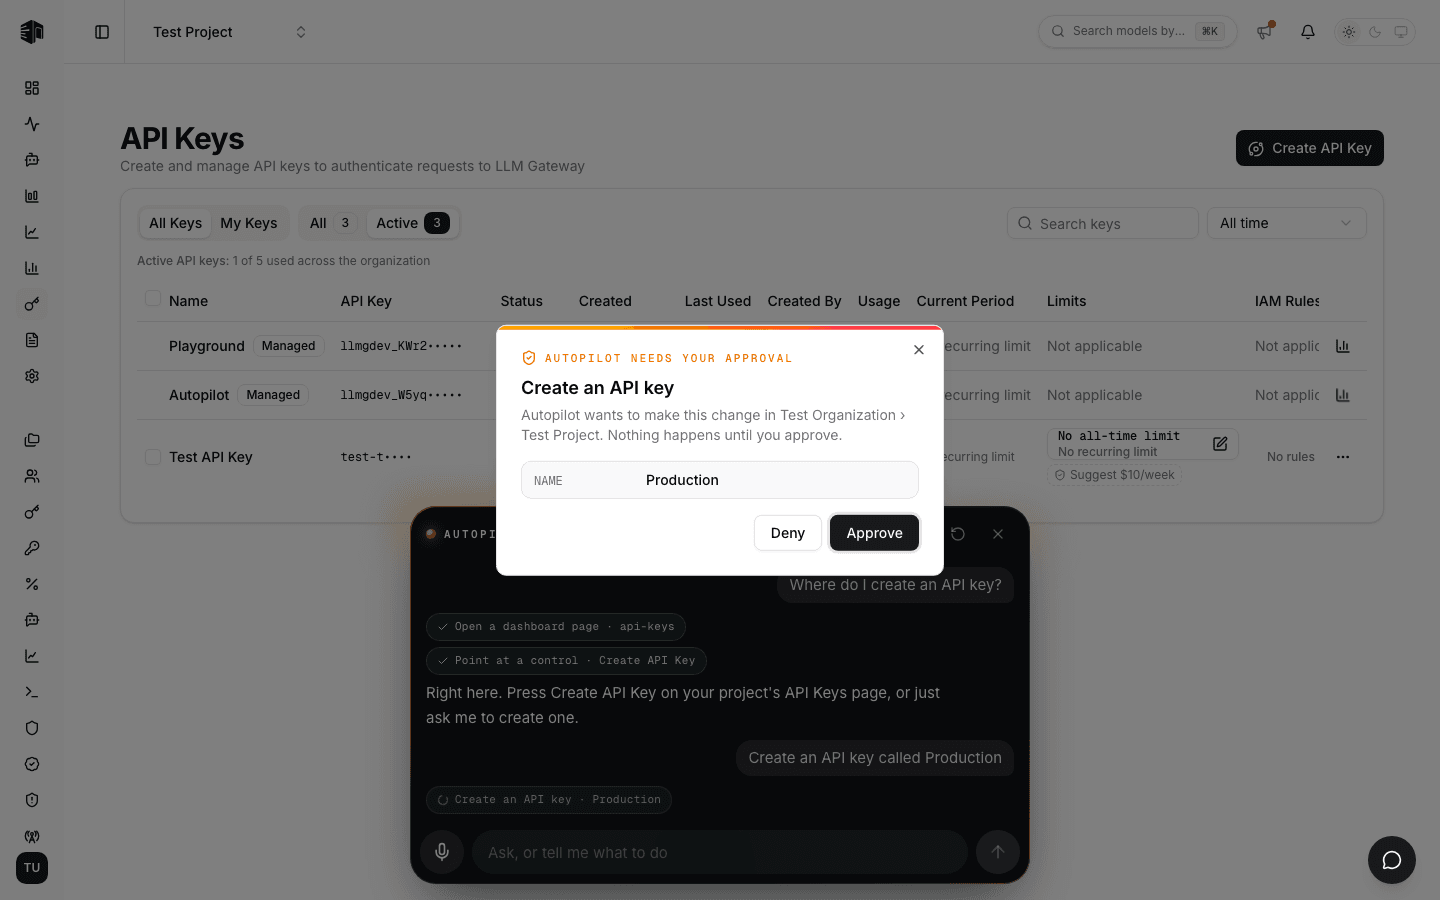 Test Project
Search models by...
⌘K
API Keys
Create and manage API keys to authenticate requests to LLM Gateway
Create API Key
All Keys
My Keys
All 3
Active 3
Search keys
All time
Active API keys: 1 of 5 used across the organization
Name
API Key
Status
Created
Last Used
Created By
Usage
Current Period
Limits
IAM Rules
Playground
Managed
llmgdev_KWr2•••••
ecurring limit
Not applicable
Not applic
Autopilot
Managed
llmgdev_W5yq•••••
ecurring limit
Not applicable
Not applic
Test API Key
test-t••••
ecurring limit
No all-time limit
No recurring limit
Suggest $10/week
No rules
AUTOPILOT NEEDS YOUR APPROVAL
Create an API key
Autopilot wants to make this change in Test Organization ›
Test Project. Nothing happens until you approve.
NAME
Production
Deny
Approve
AUTOPI
Where do I create an API key?
Open a dashboard page · api-keys
Point at a control · Create API Key
Right here. Press Create API Key on your project's API Keys page, or just
ask me to create one.
Create an API key called Production
Create an API key · Production
Ask, or tell me what to do
TU